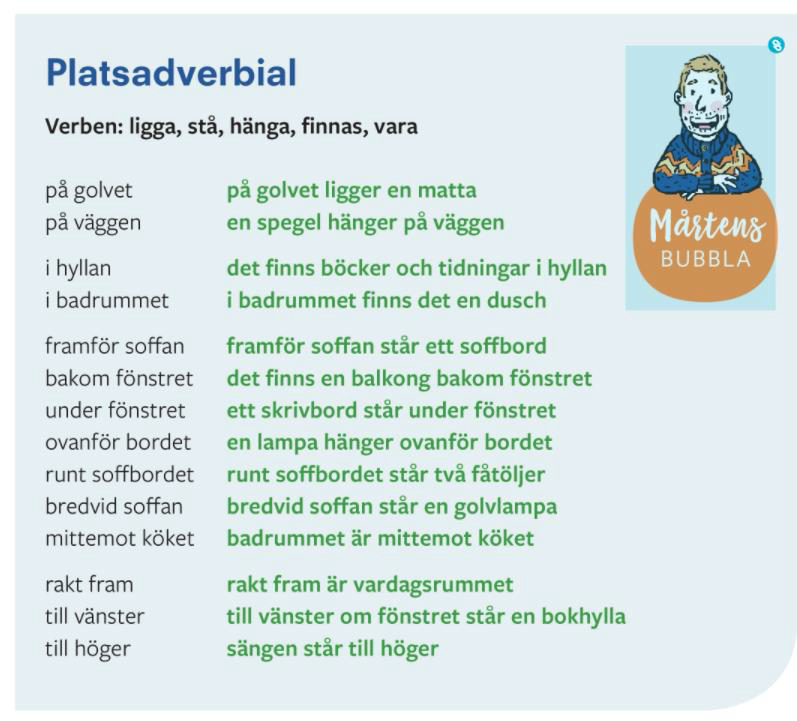 Platsadverbial
Verben: ligga, stå, hänga, finnas, vara
på golvet på golvet ligger en matta
på väggen en spegel hänger på väggen
i hyllan det finns böcker och tidningar i hyllan
i badrummet i badrummet finns det en dusch
framför soffan framför soffan står ett soffbord
bakom fönstret det finns en balkong bakom fönstret
under fönstret ett skrivbord står under fönstret
ovanför bordet en lampa hänger ovanför bordet
runt soffbordet runt soffbordet står två fåtöljer
bredvid soffan bredvid soffan står en golvlampa
mittemot köket badrummet är mittemot köket
rakt fram rakt fram är vardagsrummet
till vänster till vänster om fönstret står en bokhylla
till höger sängen står till höger
Mårtens
BUBBLA